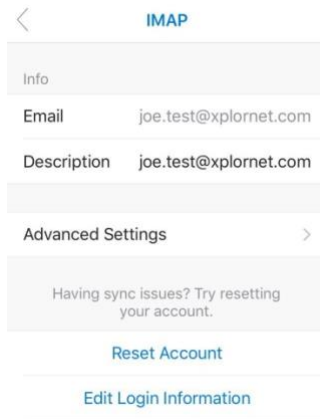 IMAP
Info
Email joe.test@xplornet.com
Description joe.test@xplornet.com
Advanced Settings
Having sync issues? Try resetting
your account.
Reset Account
Edit Login Information